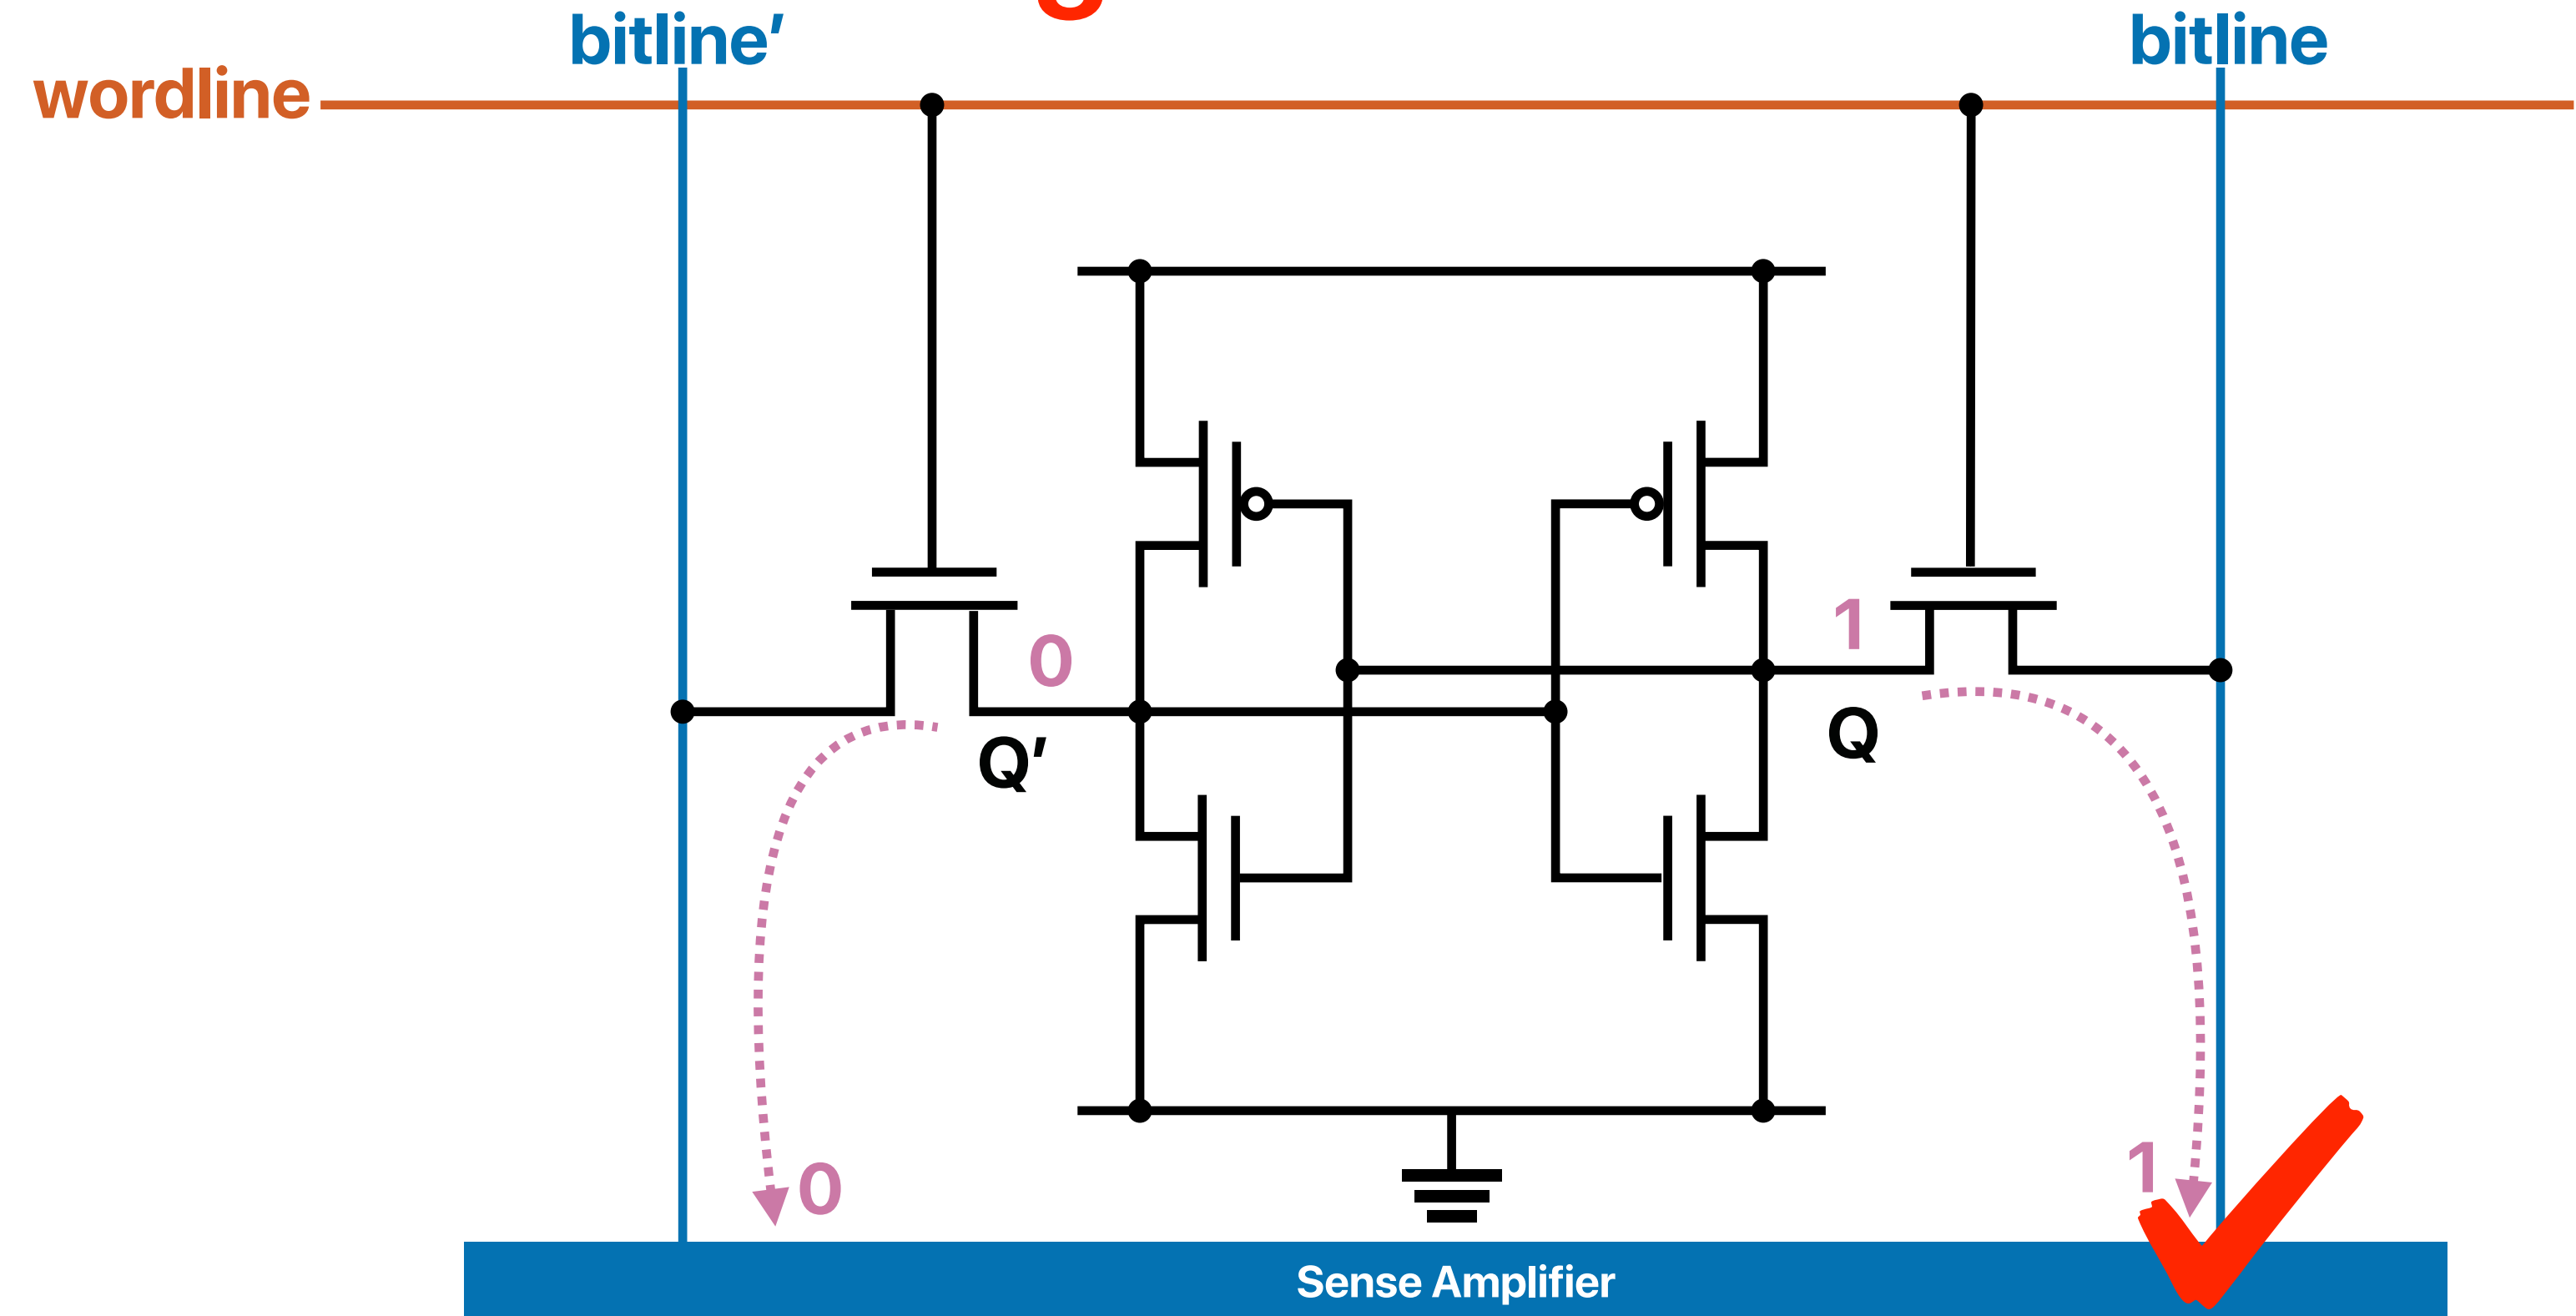 bitline’
bitline
wordline
0
1
Q’
Q
0
1
Sense Amplifier